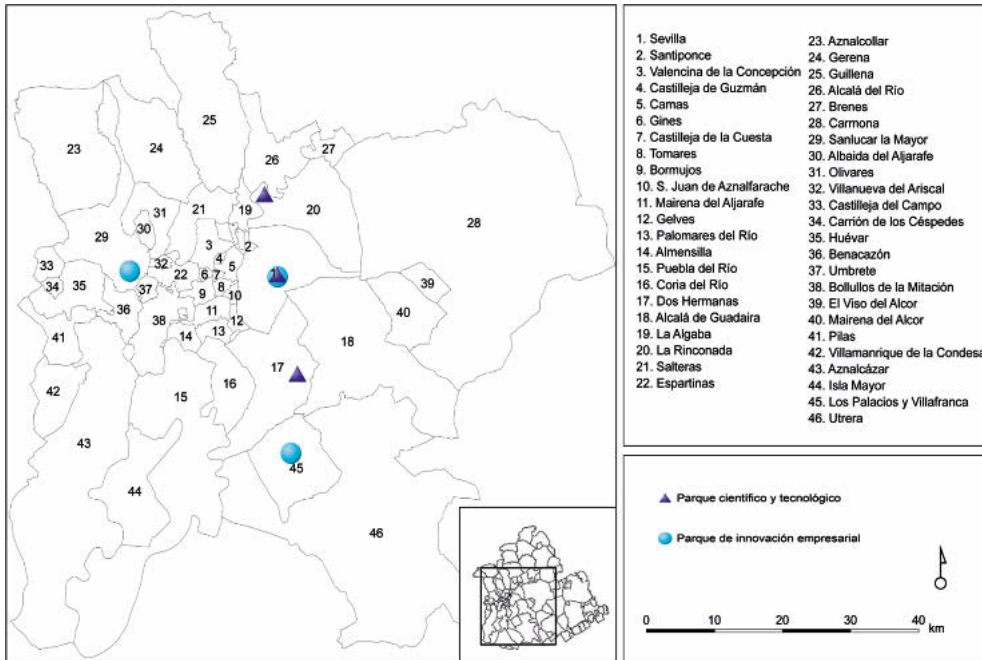 25
27
23
24
26
31
21
19
20
30
28
29
3
2
4
33
32
5
22
6
7
1
34
35
37
8
39
9
10
36
11
40
12
38
13
41
14
18
17
16
42
15
43
45
44
46
1. Sevilla
2. Santiponce
3. Valencina de la Concepción
4. Castilleja de Guzmán
5. Camas
6. Gines
7. Castilleja de la Cuesta
8. Tomares
9. Bormujos
10. S. Juan de Aznalfarache
11. Mairena del Aljarafe
12. Gelves
13. Palomares del Río
14. Almensilla
15. Puebla del Río
16. Coria del Río
17. Dos Hermanas
18. Alcalá de Guadaira
19. La Algaba
20. La Rinconada
21. Salteras
22. Espartinas
23. Aznalcollar
24. Gerena
25. Guillena
26. Alcalá del Río
27. Brenes
28. Carmona
29. Sanlucar la Mayor
30. Albaida del Aljarafe
31. Olivares
32. Villanueva del Ariscal
33. Castilleja del Campo
34. Carrión de los Céspedes
35. Huévar
36. Benacazón
37. Umbrete
38. Bollullos de la Mitación
39. El Viso del Alcor
40. Mairena del Alcor
41. Pilas
42. Villamanrique de la Condesa
43. Aznalcázar
44. Isla Mayor
45. Los Palacios y Villafranca
46. Utrera
Parque científico y tecnológico
Parque de innovación empresarial
0 10 20 30 40
km